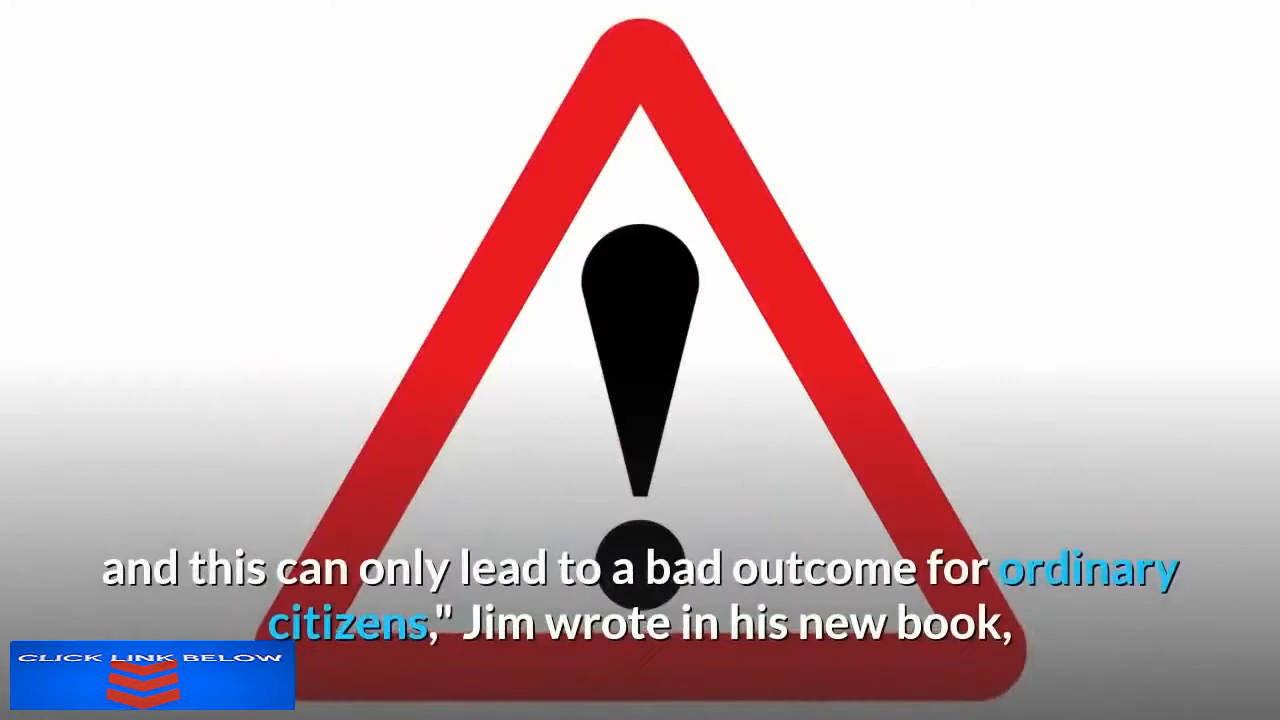 and this can only lead to a bad outcome for ordinary
citizens," Jim wrote in his new book,
CLICK LINK BELOW